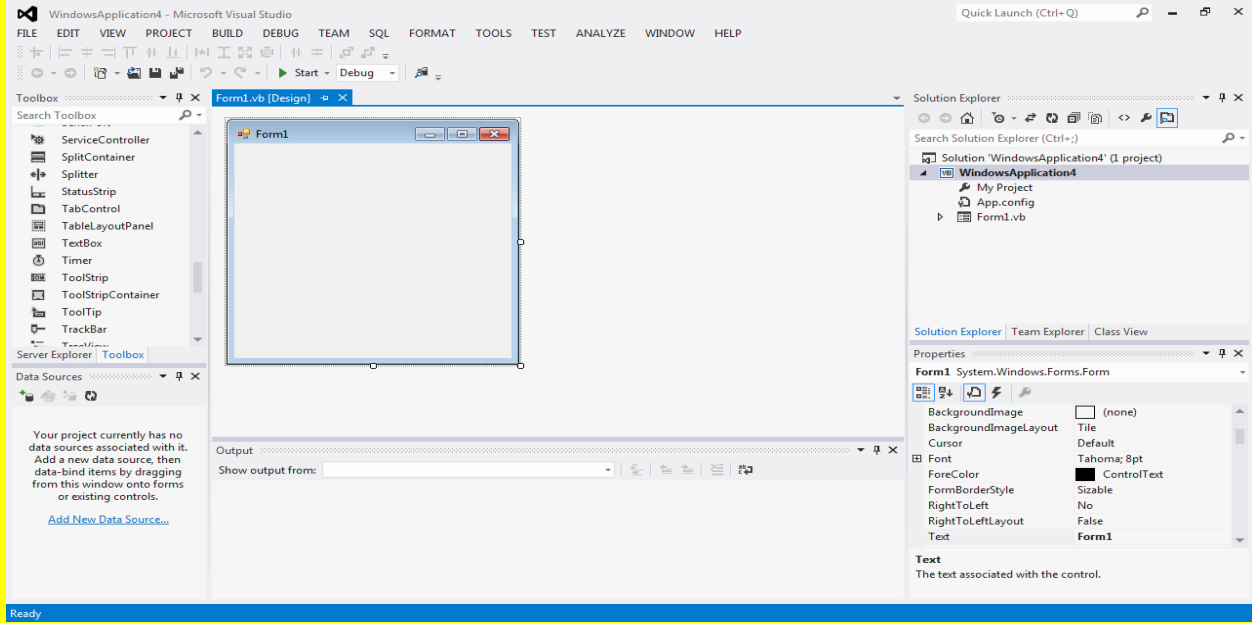 WindowsApplication4 - Microsoft Visual Studio
Quick Launch (Ctrl+Q)
FILE EDIT VIEW PROJECT BUILD DEBUG TEAM SQL FORMAT TOOLS TEST ANALYZE WINDOW HELP
Start Debug
Toolbox
Search Toolbox
ServiceController
SplitContainer
Splitter
StatusStrip
TabControl
TableLayoutPanel
TextBox
Timer
ToolStrip
ToolStripContainer
ToolTip
TrackBar
TreeView
Server Explorer Toolbox
Data Sources
Your project currently has no
data sources associated with it.
Add a new data source, then
data-bind items by dragging
from this window onto forms
or existing controls.
Add New Data Source...
Form1.vb [Design]
Form1
Output
Show output from:
Solution Explorer
Search Solution Explorer (Ctrl+;)
Solution 'WindowsApplication4' (1 project)
VB WindowsApplication4
My Project
App.config
Form1.vb
Solution Explorer Team Explorer Class View
Properties
Form1 System.Windows.Forms.Form
BackgroundImage (none)
BackgroundImageLayout Tile
Cursor Default
Font Tahoma; 8pt
ForeColor ControlText
FormBorderStyle Sizable
RightToLeft No
RightToLeftLayout False
Text Form1
Text
The text associated with the control.
Ready